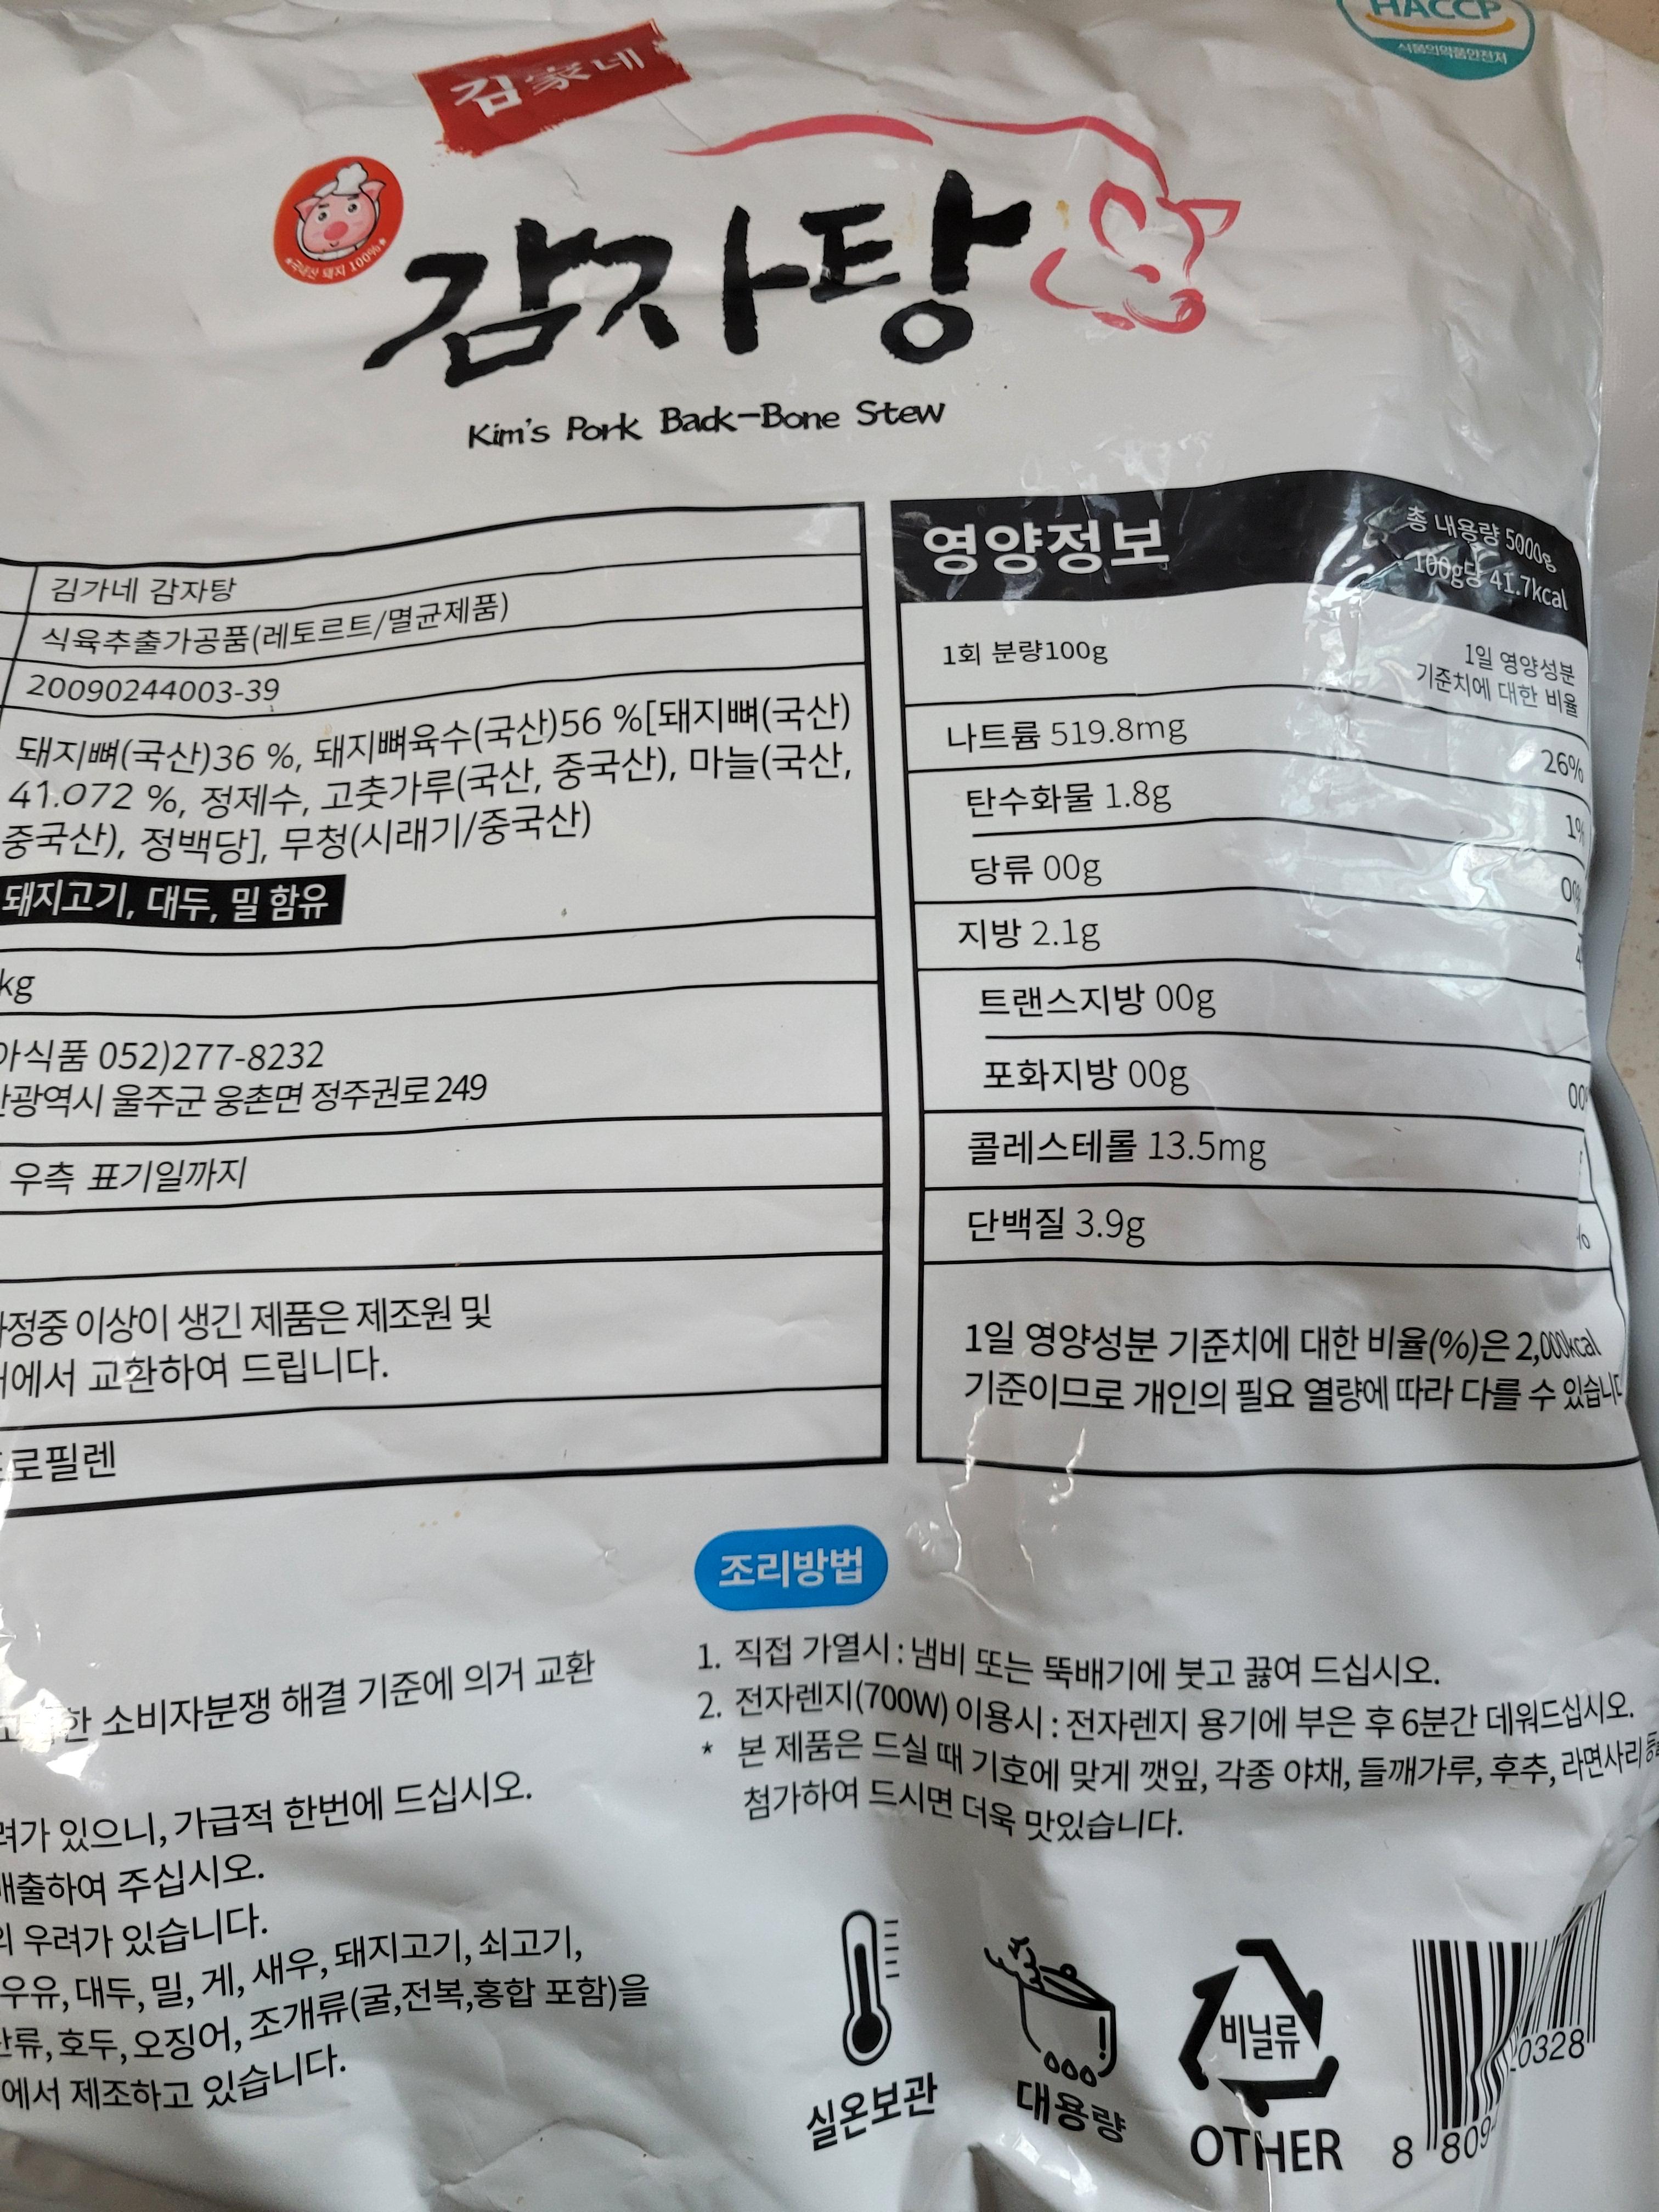 HACCP
식품의약품안전처
김家네
국내산 돼지 100%
감자탕
Kim's Pork Back-Bone Stew
김가네 감자탕
식육추출가공품(레토르트/멸균제품)
20090244003-39
돼지뼈(국산)36 %, 돼지뼈육수(국산)56 %[돼지뼈(국산)
41.072 %, 정제수, 고춧가루(국산, 중국산), 마늘(국산,
중국산), 정백당], 무청(시래기/중국산)
돼지고기, 대두, 밀 함유
kg
식품 052)277-8232
울주군 웅촌면 정주권로 249
우측 표기일까지
이상이 생긴 제품은 제조원 및
교환하여 드립니다.
로필렌
영양정보
총 내용량 5000g
100g당 41.7kcal
1회 분량100g
1일 영양성분
기준치에 대한 비율
나트륨 519.8mg 26%
탄수화물 1.8g 1%
당류 00g
지방 2.1g
트랜스지방 00g
포화지방 00g
콜레스테롤 13.5mg
단백질 3.9g
1일 영양성분 기준치에 대한 비율(%)은 2,000kcal
기준이므로 개인의 필요 열량에 따라 다를 수 있습니
한 소비자분쟁 해결 기준에 의거 교환
있으니, 가급적 한번에 드십시오.
주십시오.
우려가 있습니다.
우유, 대두, 밀, 게, 새우, 돼지고기, 쇠고기,
호두, 오징어, 조개류(굴,전복,홍합 포함)을
에서 제조하고 있습니다.
조리방법
1. 직접 가열시 : 냄비 또는 뚝배기에 붓고 끓여 드십시오.
2. 전자렌지(700W) 이용시 : 전자렌지 용기에 부은 후 6분간 데워드십시오.
* 본 제품은 드실 때 기호에 맞게 깻잎, 각종 야채, 들깨가루, 후추, 라면사리 등을
첨가하여 드시면 더욱 맛있습니다.
실온보관
대용량
비닐류
OTHER
8 809
0328